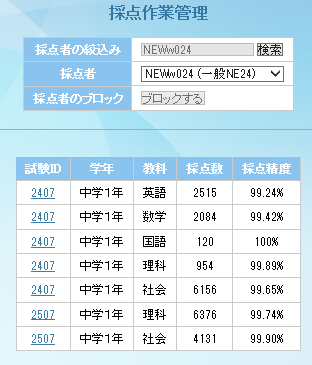 採点作業管理
採点者の絞込み NEWw024 検索
採点者 NEWw024 (一般NE24)
採点者のブロック ブロックする
試験ID 学年 教科 採点数 採点精度
2407 中学1年 英語 2515 99.24%
2407 中学1年 数学 2084 99.42%
2407 中学1年 国語 120 100%
2407 中学1年 理科 954 99.89%
2407 中学1年 社会 6156 99.65%
2507 中学1年 理科 6376 99.74%
2507 中学1年 社会 4131 99.90%